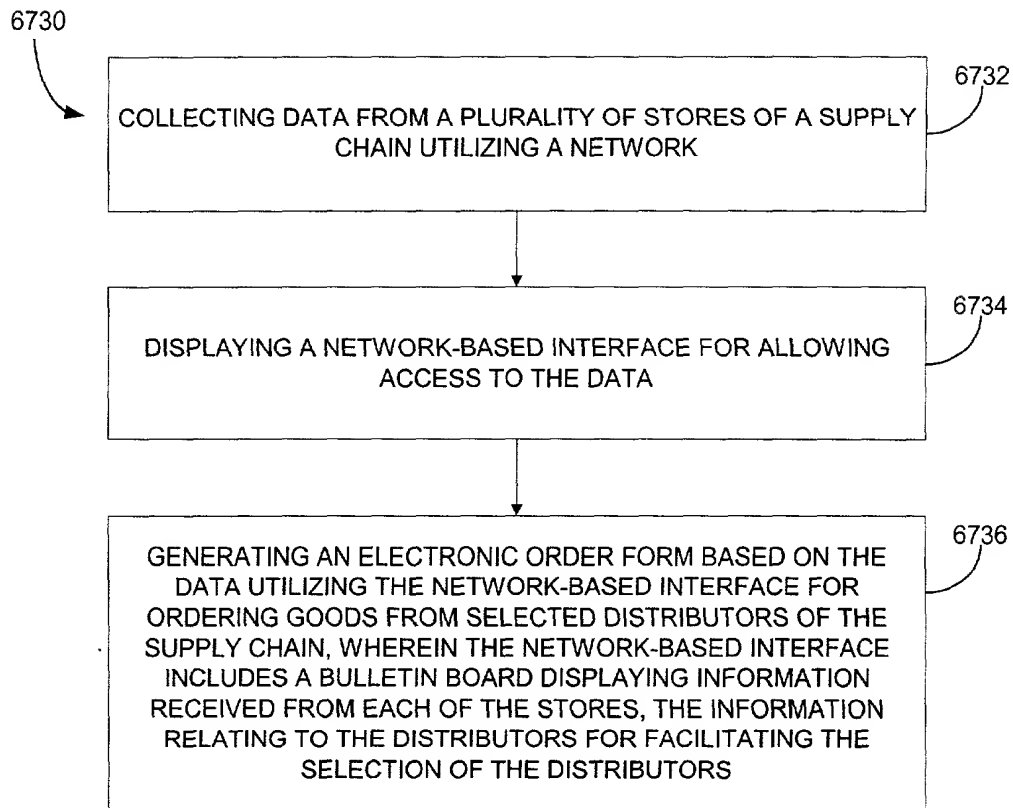 6730
6732
COLLECTING DATA FROM A PLURALITY OF STORES OF A SUPPLY
CHAIN UTILIZING A NETWORK
6734
DISPLAYING A NETWORK-BASED INTERFACE FOR ALLOWING
ACCESS TO THE DATA
6736
GENERATING AN ELECTRONIC ORDER FORM BASED ON THE
DATA UTILIZING THE NETWORK-BASED INTERFACE FOR
ORDERING GOODS FROM SELECTED DISTRIBUTORS OF THE
SUPPLY CHAIN, WHEREIN THE NETWORK-BASED INTERFACE
INCLUDES A BULLETIN BOARD DISPLAYING INFORMATION
RECEIVED FROM EACH OF THE STORES, THE INFORMATION
RELATING TO THE DISTRIBUTORS FOR FACILITATING THE
SELECTION OF THE DISTRIBUTORS